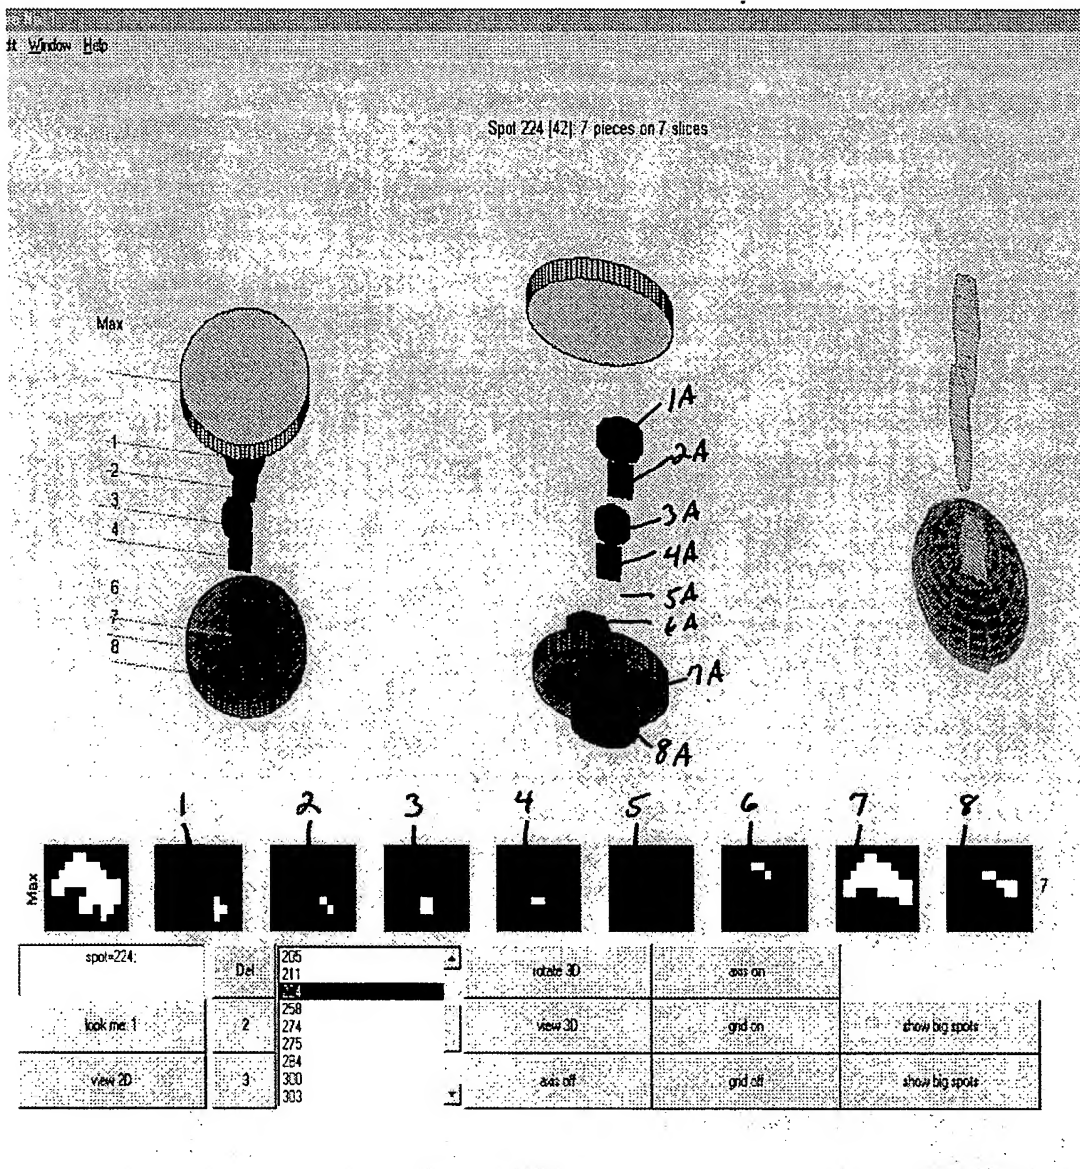 Window Help
Spot 224 [42]: 7 pieces on 7 slices
Max
1
2
3
4
6
7
8
1A
2A
3A
4A
5A
6A
7A
8A
1 2 3 4 5 6 7 8
Max
7
spot=224;
Del
205
211
224
258
274
275
284
300
303
rotate 3D
axis on
look me: 1
2
view 3D
grid on
show big spots
view 2D
3
axis off
grid off
show big spots